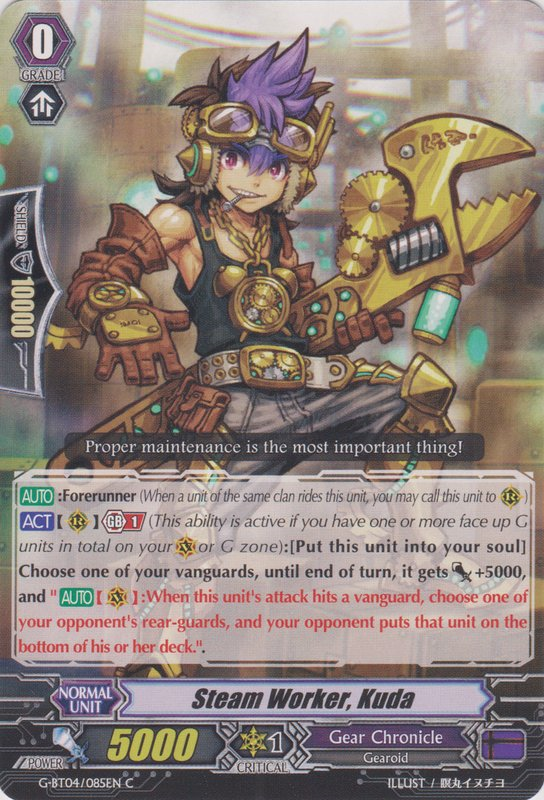 0
GRADE
SHIELD
10000
Proper maintenance is the most important thing!
AUTO :Forerunner (When a unit of the same clan rides this unit, you may call this unit to R)
ACT【 R 】GB 1 (This ability is active if you have one or more face up G
units in total on your V or G zone):[Put this unit into your soul]
Choose one of your vanguards, until end of turn, it gets +5000,
and " AUTO【 V 】:When this unit's attack hits a vanguard, choose one of
your opponent's rear-guards, and your opponent puts that unit on the
bottom of his or her deck.".
NORMAL
UNIT
Steam Worker, Kuda
POWER
5000
1
CRITICAL
Gear Chronicle
Gearoid
G-BT04/085EN C
ILLUST / 瞑丸イヌチヨ